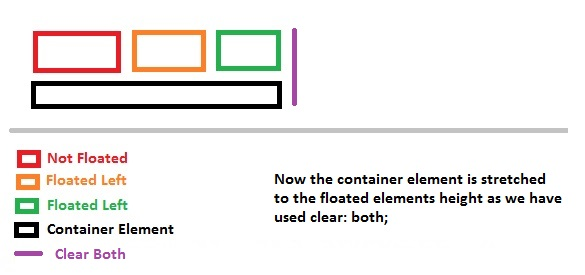 Not Floated
Floated Left
Floated Left
Container Element
Clear Both
Now the container element is stretched
to the floated elements height as we have
used clear: both;